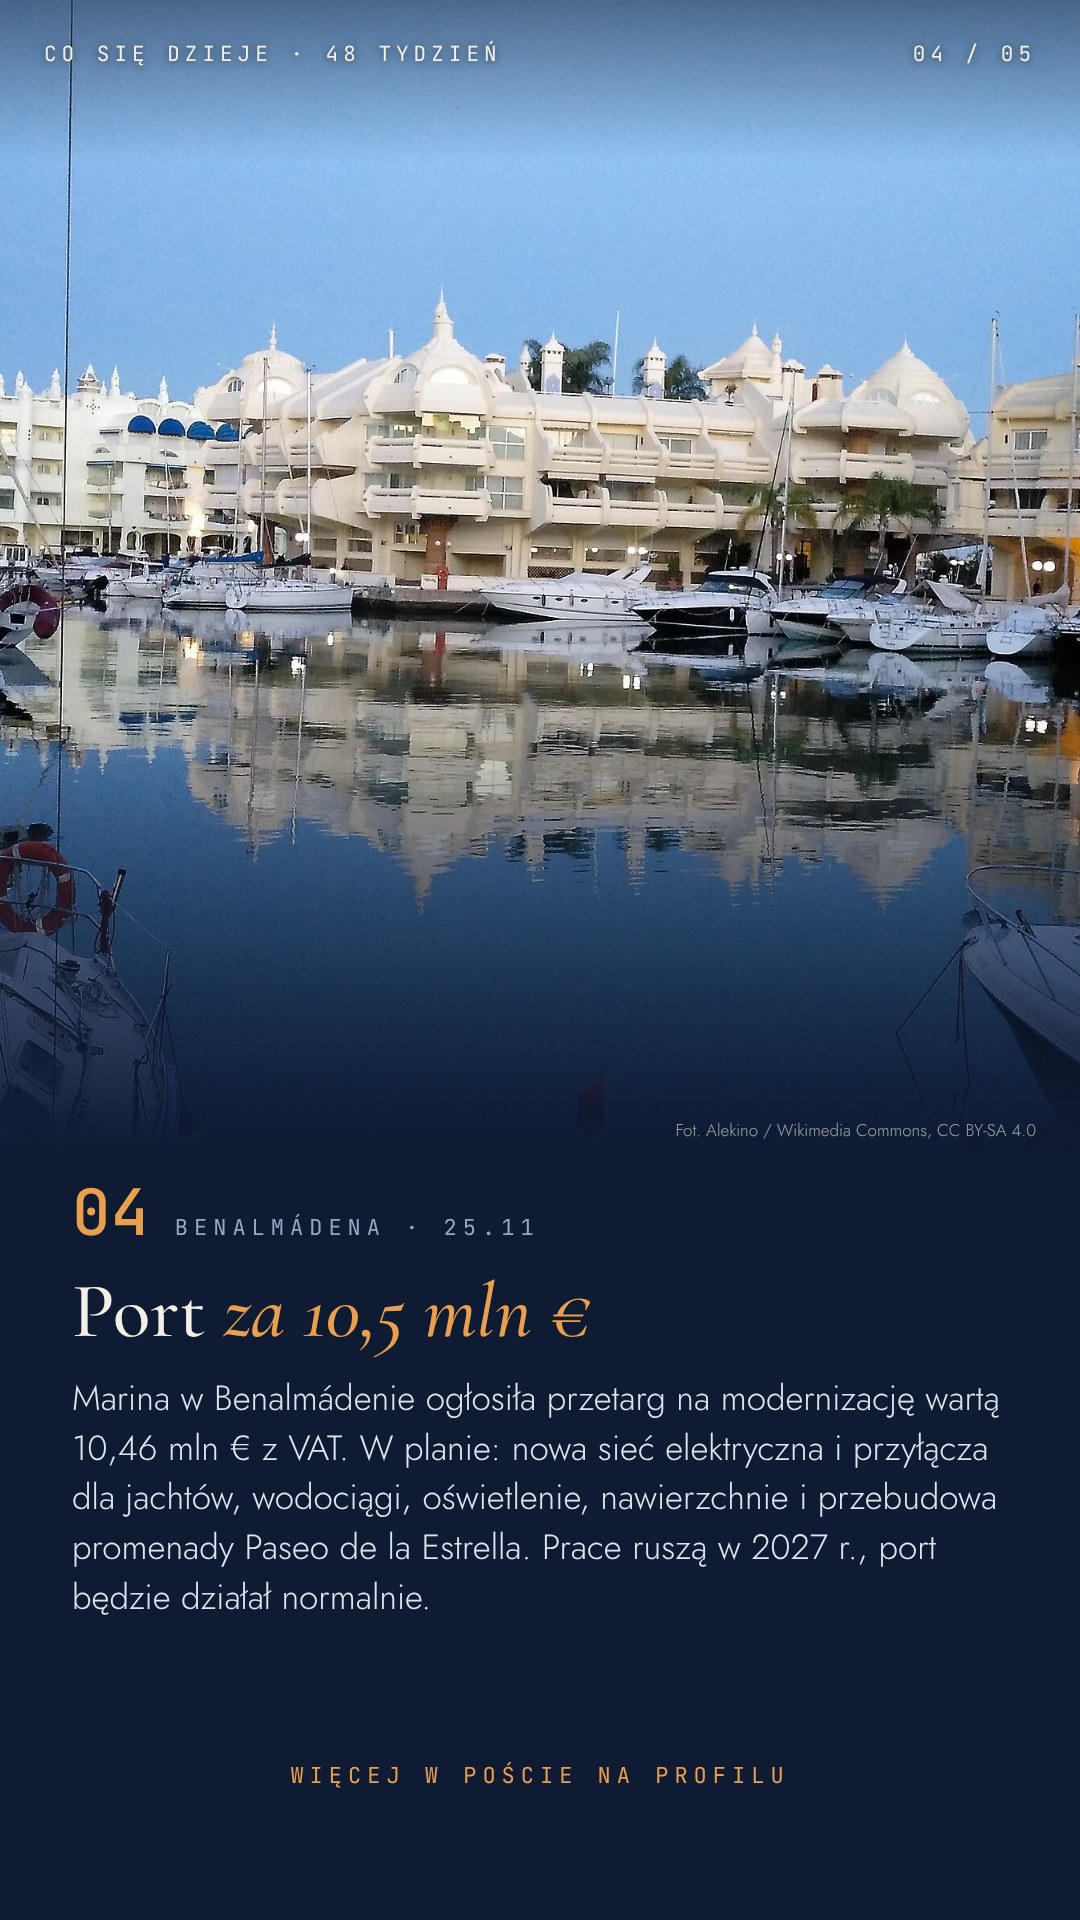 CO SIĘ DZIEJE · 48 TYDZIEŃ
04 / 05
Fot. Alekino / Wikimedia Commons, CC BY-SA 4.0
04 BENALMÁDENA · 25.11
Port za 10,5 mln €
Marina w Benalmádenie ogłosiła przetarg na modernizację wartą
10,46 mln € z VAT. W planie: nowa sieć elektryczna i przyłącza
dla jachtów, wodociągi, oświetlenie, nawierzchnie i przebudowa
promenady Paseo de la Estrella. Prace ruszą w 2027 r., port
będzie działał normalnie.
WIĘCEJ W POŚCIE NA PROFILU